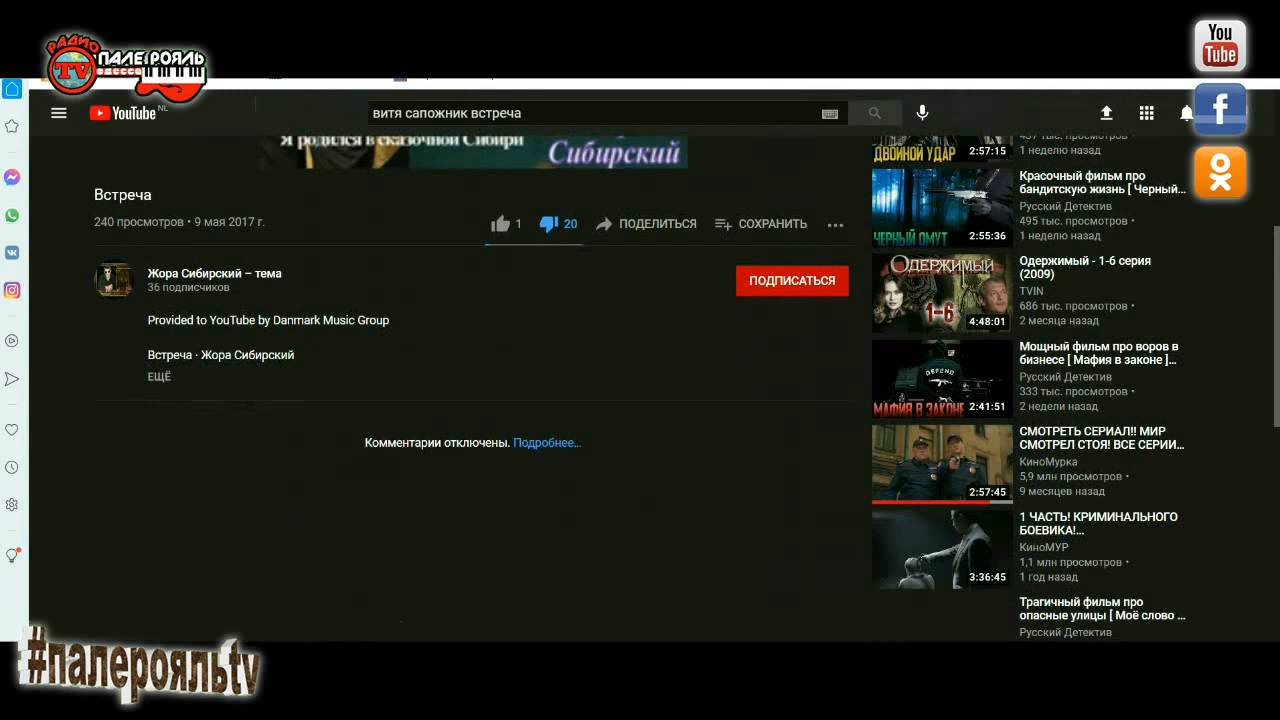 РАДИО
ПАЛЕ РОЯЛЬ
TV
ОДЕССА
You
Tube
YouTube NL
витя сапожник встреча
f
Я родился в сказочной Сибири
Сибирский
Встреча
240 просмотров • 9 мая 2017 г.
1
20
ПОДЕЛИТЬСЯ
СОХРАНИТЬ
Жора Сибирский – тема
36 подписчиков
ПОДПИСАТЬСЯ
Provided to YouTube by Danmark Music Group
Встреча · Жора Сибирский
ЕЩЁ
Комментарии отключены. Подробнее…
ДВОЙНОЙ УДАР
2:57:15
437 тыс. просмотров •
1 неделю назад
ЧЕРНЫЙ ОМУТ
2:55:36
Красочный фильм про
бандитскую жизнь [ Черный…
Русский Детектив
495 тыс. просмотров •
1 неделю назад
ОДЕРЖИМЫЙ
1-6
4:48:01
Одержимый - 1-6 серия
(2009)
TVIN
686 тыс. просмотров •
2 месяца назад
DEFEND
МАФИЯ В ЗАКОНЕ
2:41:51
Мощный фильм про воров в
бизнесе [ Мафия в законе ]…
Русский Детектив
333 тыс. просмотров •
2 недели назад
2:57:45
СМОТРЕТЬ СЕРИАЛ!! МИР
СМОТРЕЛ СТОЯ! ВСЕ СЕРИИ…
КиноМурка
5,9 млн просмотров •
9 месяцев назад
3:36:45
1 ЧАСТЬ! КРИМИНАЛЬНОГО
БОЕВИКА!…
КиноМУР
1,1 млн просмотров •
1 год назад
Трагичный фильм про
опасные улицы [ Моё слово …
Русский Детектив
#палерояльtv